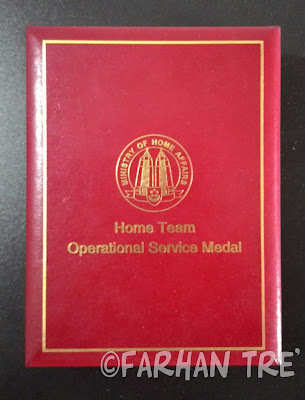 MINISTRY OF HOME AFFAIRS
Home Team
Operational Service Medal
©FARHAN TRE'